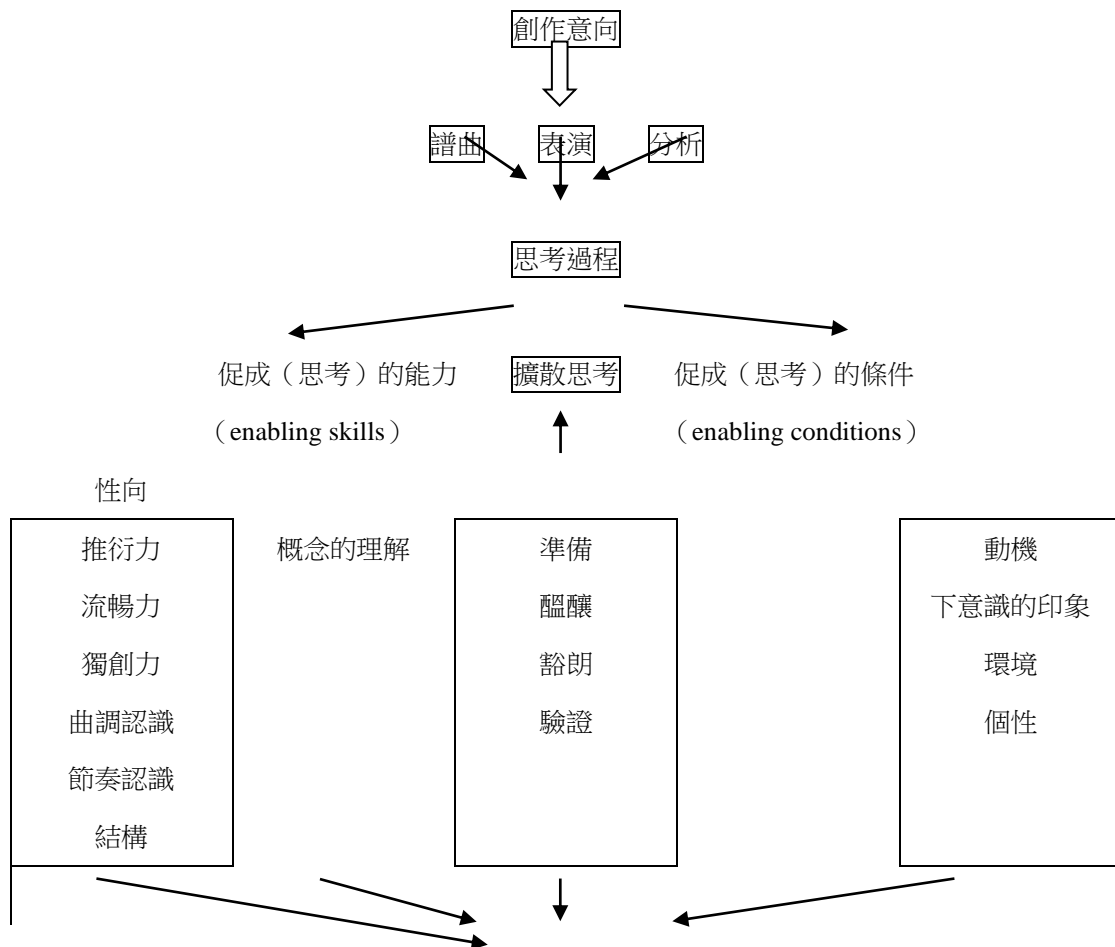 創作意向
譜曲 表演 分析
思考過程
促成（思考）的能力 擴散思考 促成（思考）的條件
（enabling skills） （enabling conditions）
性向
推衍力 概念的理解 準備 動機
流暢力 醞釀 下意識的印象
獨創力 豁朗 環境
曲調認識 驗證 個性
節奏認識
結構